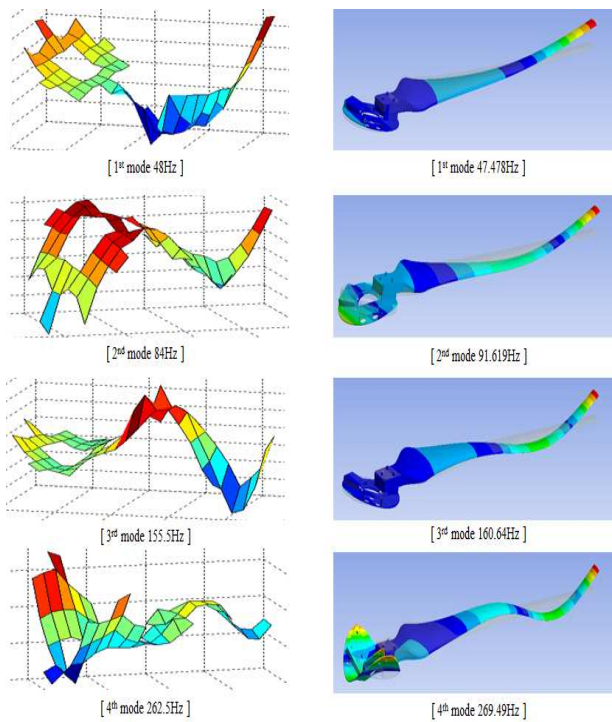 [ 1st mode 48Hz ]
[ 1st mode 47.478Hz ]
[ 2nd mode 84Hz ]
[ 2nd mode 91.619Hz ]
[ 3rd mode 155.5Hz ]
[ 3rd mode 160.64Hz ]
[ 4th mode 262.5Hz ]
[ 4th mode 269.49Hz ]